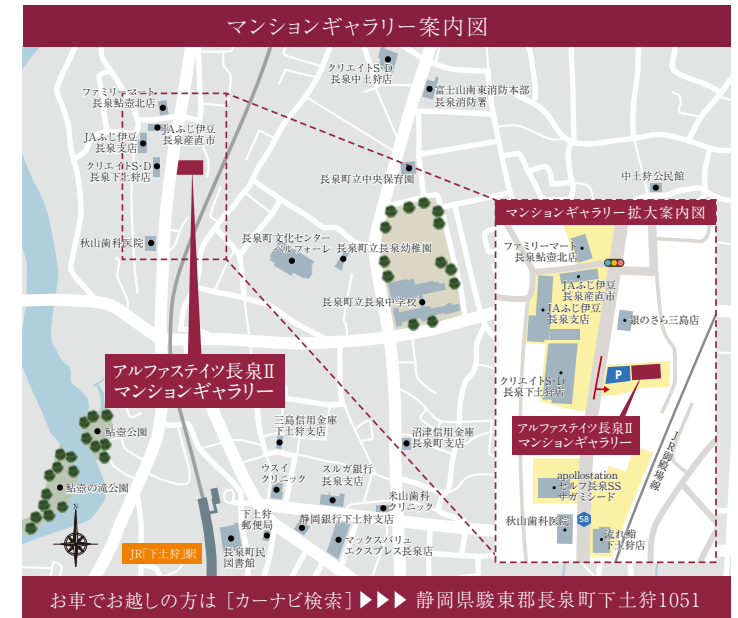 マンションギャラリー案内図
クリエイトS・D
長泉中土狩店
ファミリーマート
長泉鮎壺北店
富士山南東消防本部
長泉消防署
JAふじ伊豆
長泉産直市
JAふじ伊豆
長泉支店
クリエイトS・D
長泉下土狩店
長泉町立中央保育園
中土狩公民館
秋山歯科医院
長泉町文化センター
ベルフォーレ
長泉町立長泉幼稚園
長泉町立長泉中学校
アルファステイツ長泉Ⅱ
マンションギャラリー
三島信用金庫
下土狩支店
沼津信用金庫
長泉町支店
鮎壺公園
鮎壺の滝公園
ウスイ
クリニック
スルガ銀行
長泉支店
米山歯科
クリニック
下土狩
郵便局
静岡銀行下土狩支店
長泉町民
図書館
マックスバリュ
エクスプレス長泉店
N
JR「下土狩」駅
マンションギャラリー拡大案内図
ファミリーマート
長泉鮎壺北店
JAふじ伊豆
長泉産直市
JAふじ伊豆
長泉支店
銀のさら三島店
P
クリエイトS・D
長泉下土狩店
アルファステイツ長泉Ⅱ
マンションギャラリー
JR御殿場線
apollostation
セルフ長泉SS
サガミシード
秋山歯科医院
58
流れ鮨
下土狩店
お車でお越しの方は［カーナビ検索］▶▶▶ 静岡県駿東郡長泉町下土狩1051